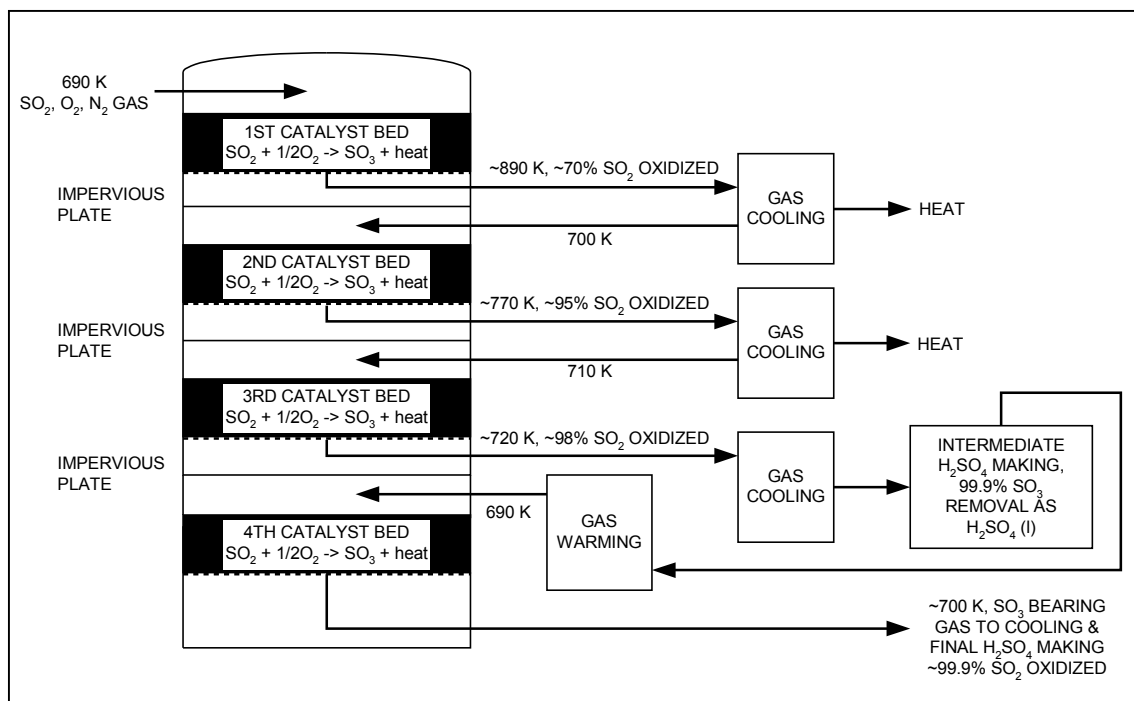 690 K
SO₂, O₂, N₂ GAS
1ST CATALYST BED
SO₂ + 1/2O₂ -> SO₃ + heat
~890 K, ~70% SO₂ OXIDIZED
GAS
COOLING
HEAT
IMPERVIOUS
PLATE
700 K
2ND CATALYST BED
SO₂ + 1/2O₂ -> SO₃ + heat
~770 K, ~95% SO₂ OXIDIZED
GAS
COOLING
HEAT
IMPERVIOUS
PLATE
710 K
3RD CATALYST BED
SO₂ + 1/2O₂ -> SO₃ + heat
~720 K, ~98% SO₂ OXIDIZED
GAS
COOLING
INTERMEDIATE
H₂SO₄ MAKING,
99.9% SO₃
REMOVAL AS
H₂SO₄ (l)
IMPERVIOUS
PLATE
690 K
GAS
WARMING
4TH CATALYST BED
SO₂ + 1/2O₂ -> SO₃ + heat
~700 K, SO₃ BEARING
GAS TO COOLING &
FINAL H₂SO₄ MAKING
~99.9% SO₂ OXIDIZED